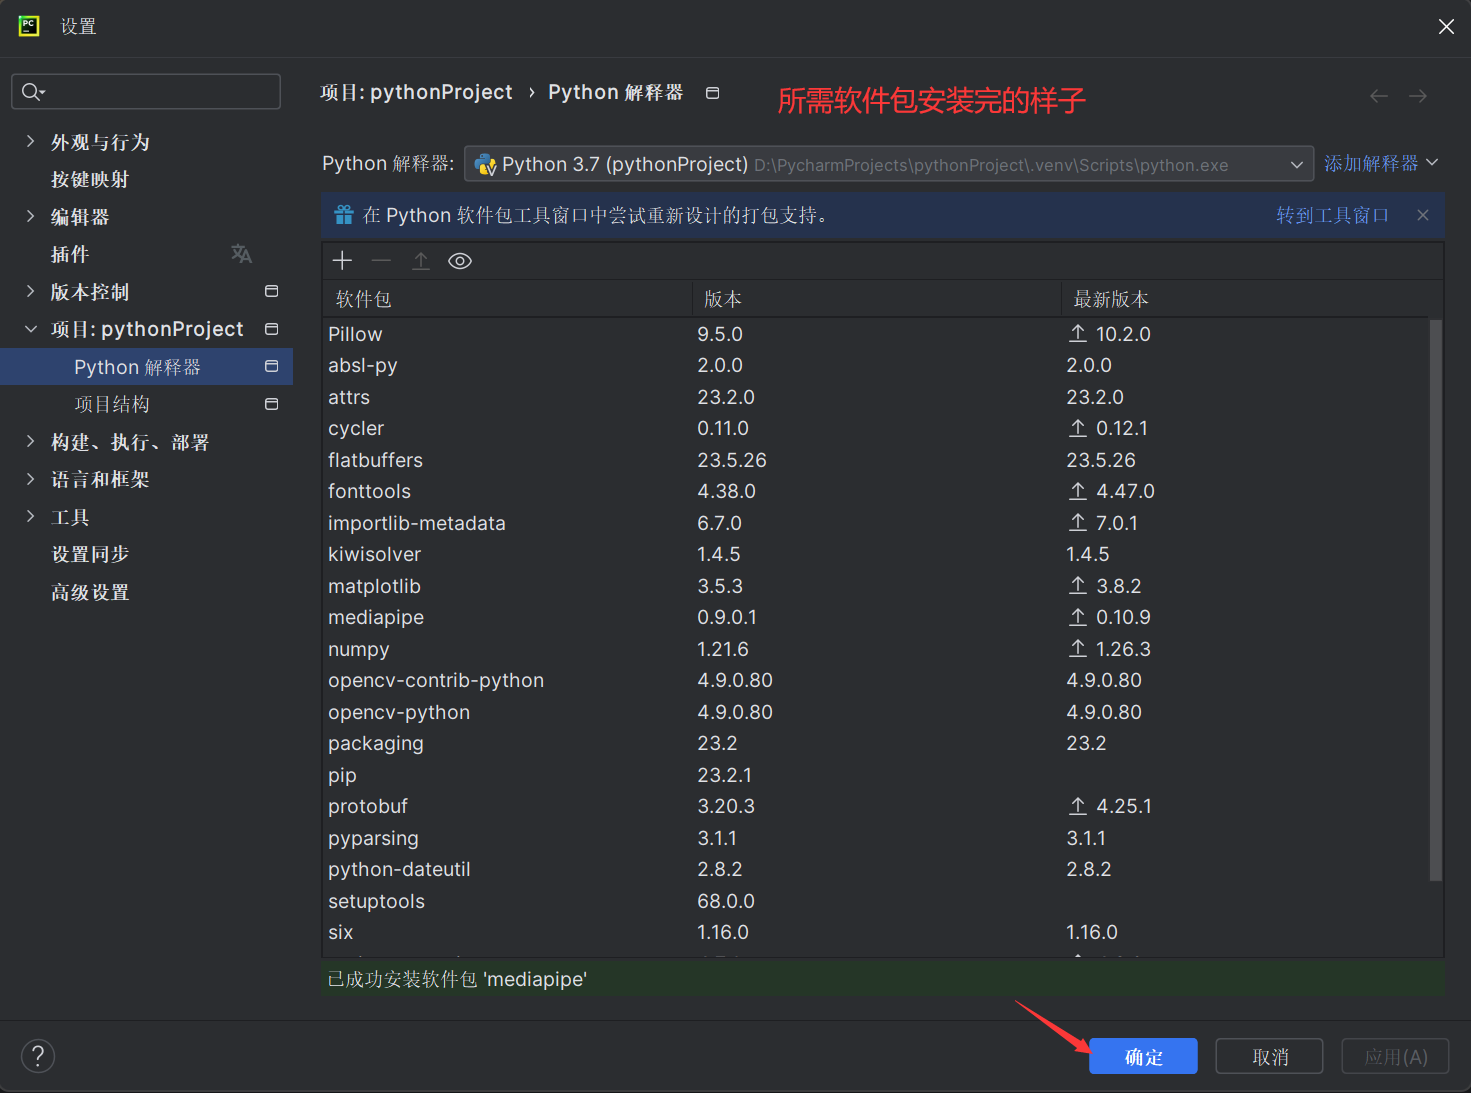 PC
设置
项目: pythonProject › Python 解释器
所需软件包安装完的样子
外观与行为
按键映射
编辑器
插件
版本控制
项目: pythonProject
Python 解释器
项目结构
构建、执行、部署
语言和框架
工具
设置同步
高级设置
Python 解释器: Python 3.7 (pythonProject) D:\PycharmProjects\pythonProject\.venv\Scripts\python.exe 添加解释器
在 Python 软件包工具窗口中尝试重新设计的打包支持。 转到工具窗口
软件包 版本 最新版本
Pillow 9.5.0 10.2.0
absl-py 2.0.0 2.0.0
attrs 23.2.0 23.2.0
cycler 0.11.0 0.12.1
flatbuffers 23.5.26 23.5.26
fonttools 4.38.0 4.47.0
importlib-metadata 6.7.0 7.0.1
kiwisolver 1.4.5 1.4.5
matplotlib 3.5.3 3.8.2
mediapipe 0.9.0.1 0.10.9
numpy 1.21.6 1.26.3
opencv-contrib-python 4.9.0.80 4.9.0.80
opencv-python 4.9.0.80 4.9.0.80
packaging 23.2 23.2
pip 23.2.1
protobuf 3.20.3 4.25.1
pyparsing 3.1.1 3.1.1
python-dateutil 2.8.2 2.8.2
setuptools 68.0.0
six 1.16.0 1.16.0
已成功安装软件包 'mediapipe'
?
确定 取消 应用(A)